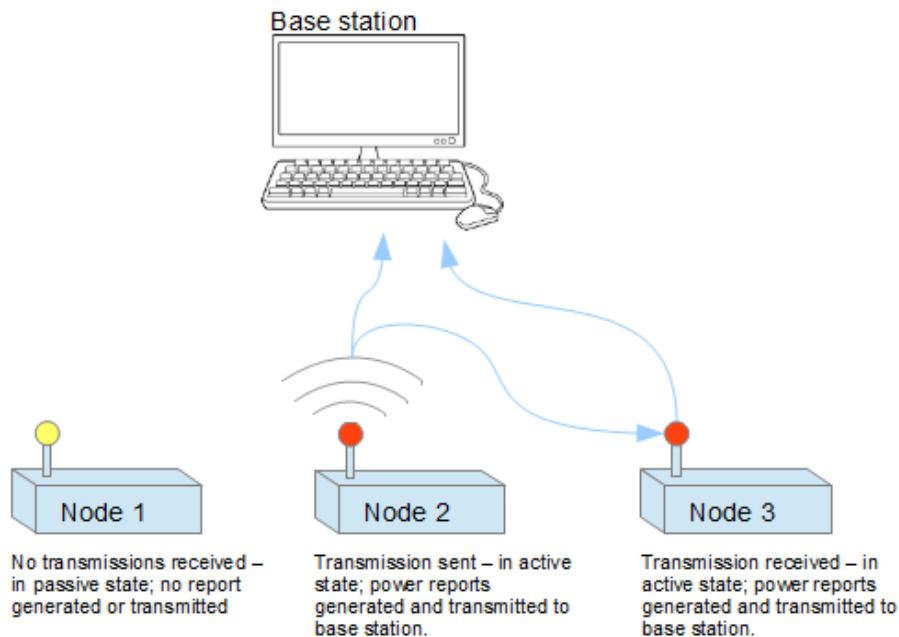 Base station
Node 1
Node 2
Node 3
No transmissions received –
in passive state; no report
generated or transmitted
Transmission sent – in active
state; power reports
generated and transmitted to
base station.
Transmission received – in
active state; power reports
generated and transmitted to
base station.